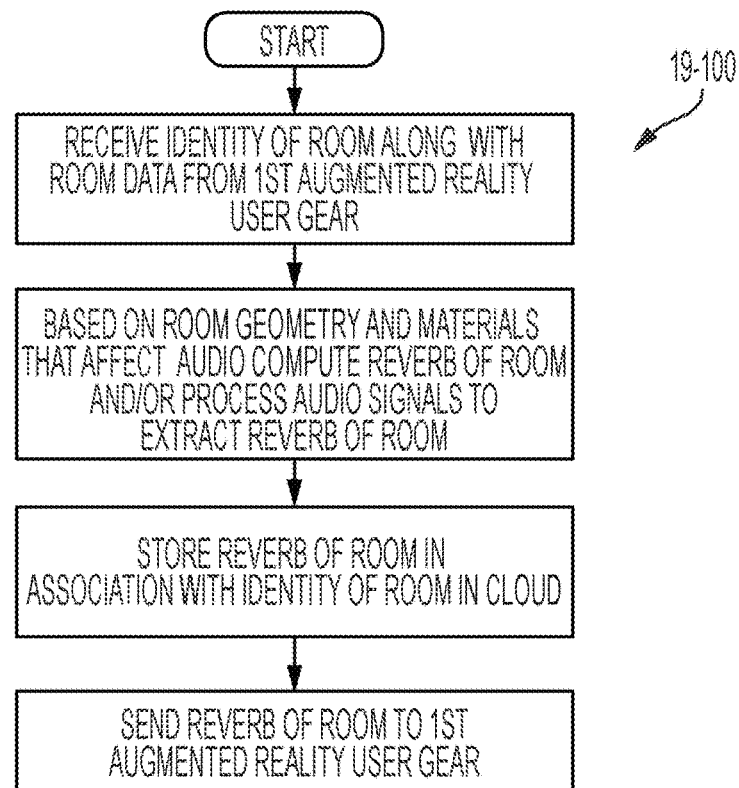 START
19-100
RECEIVE IDENTITY OF ROOM ALONG WITH
ROOM DATA FROM 1ST AUGMENTED REALITY
USER GEAR
BASED ON ROOM GEOMETRY AND MATERIALS
THAT AFFECT AUDIO COMPUTE REVERB OF ROOM
AND/OR PROCESS AUDIO SIGNALS TO
EXTRACT REVERB OF ROOM
STORE REVERB OF ROOM IN
ASSOCIATION WITH IDENTITY OF ROOM IN CLOUD
SEND REVERB OF ROOM TO 1ST
AUGMENTED REALITY USER GEAR